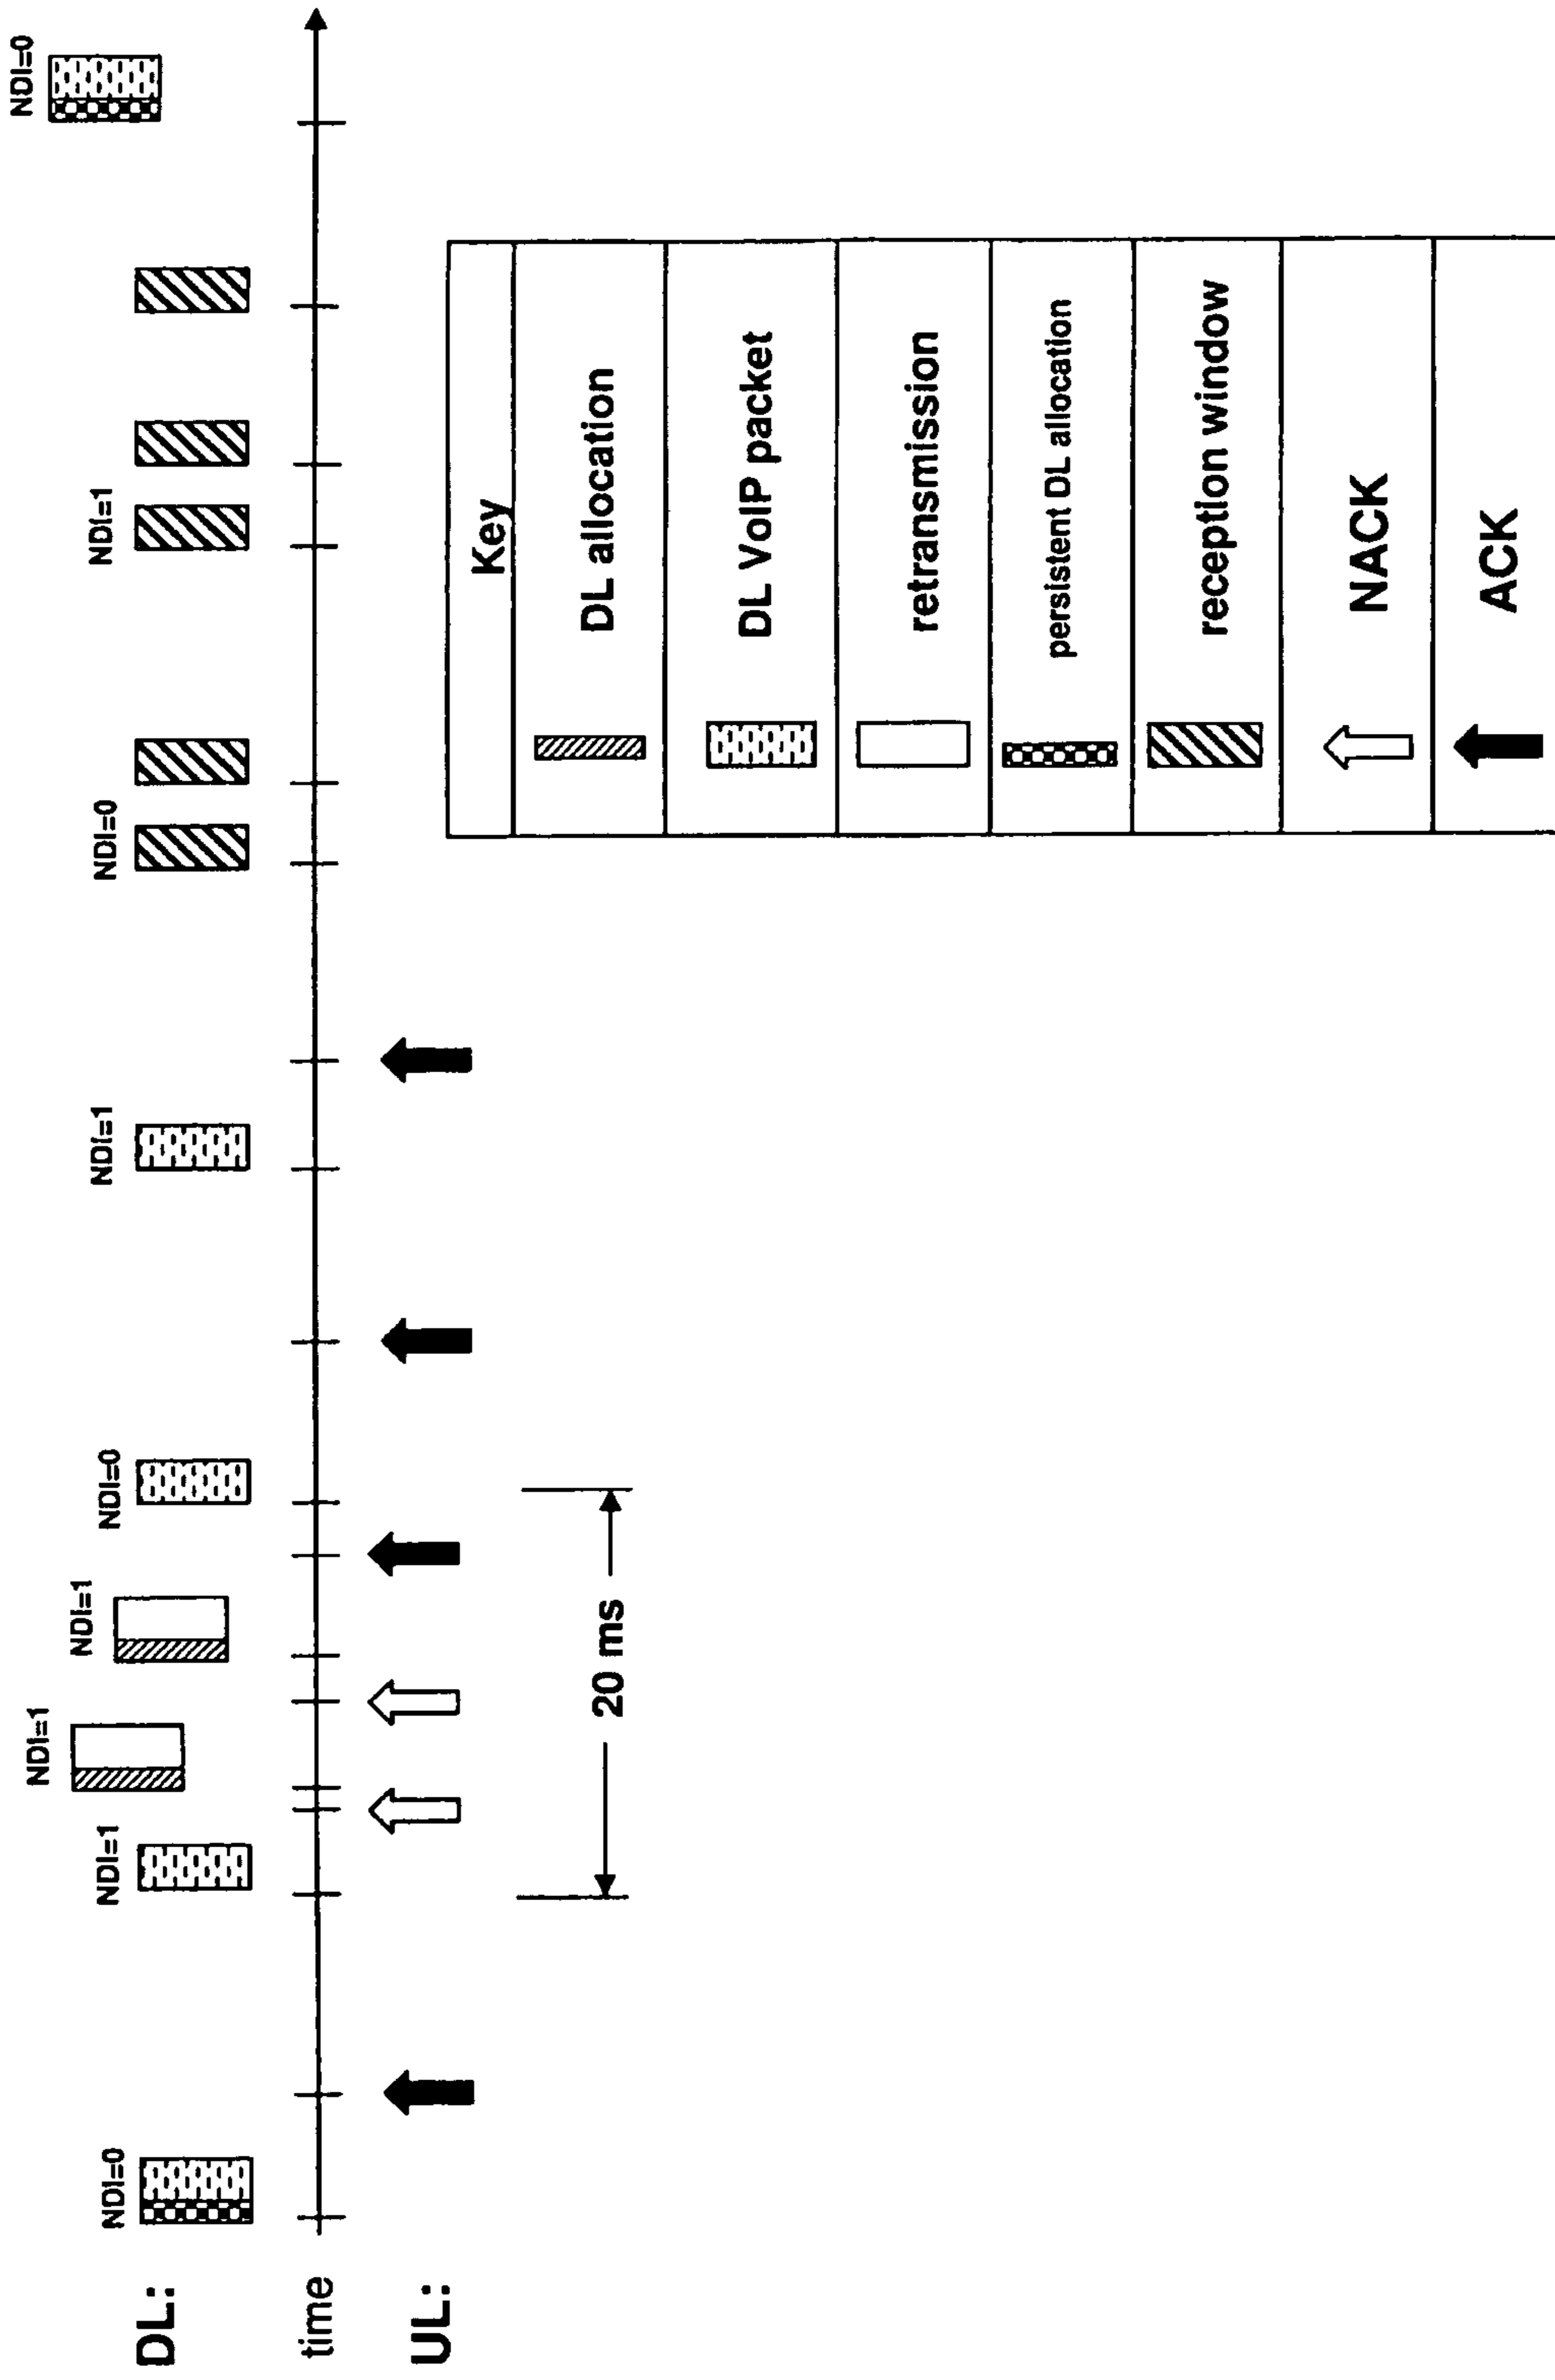 DL:
NDI=0
NDI=1
NDI=1
NDI=1
NDI=0
NDI=1
NDI=0
NDI=1
NDI=0
time
UL:
20 ms
Key
DL allocation
DL VoIP packet
retransmission
persistent DL allocation
reception window
NACK
ACK